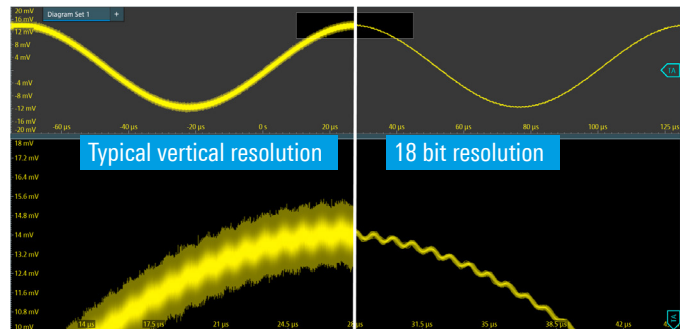 20 mV
Diagram Set 1 +
16 mV
12 mV
8 mV
4 mV
-4 mV
-8 mV
-12 mV
-16 mV
-20 mV
-60 µs -40 µs -20 µs 0 s 20 µs 40 µs 60 µs 80 µs 100 µs 125 µs
Typical vertical resolution 18 bit resolution
18 mV
17.2 mV
16.4 mV
15.6 mV
14.8 mV
14 mV
13.2 mV
12.4 mV
11.6 mV
10.8 mV
10 mV
14 µs 17.5 µs 21 µs 24.5 µs 31.5 µs 35 µs 38.5 µs 42 µs